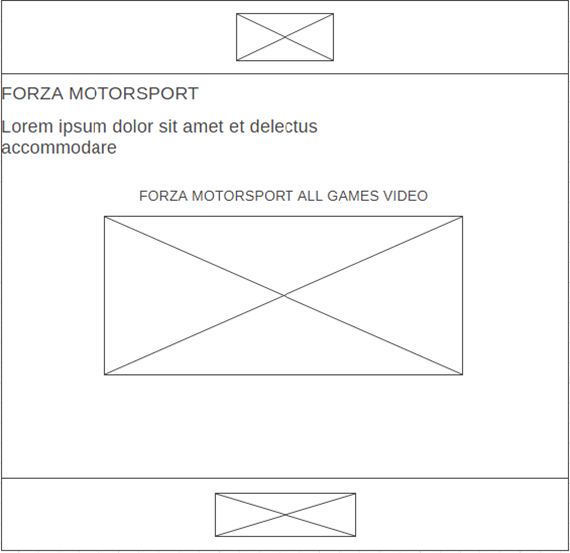 FORZA MOTORSPORT
Lorem ipsum dolor sit amet et delectus
accommodare
FORZA MOTORSPORT ALL GAMES VIDEO